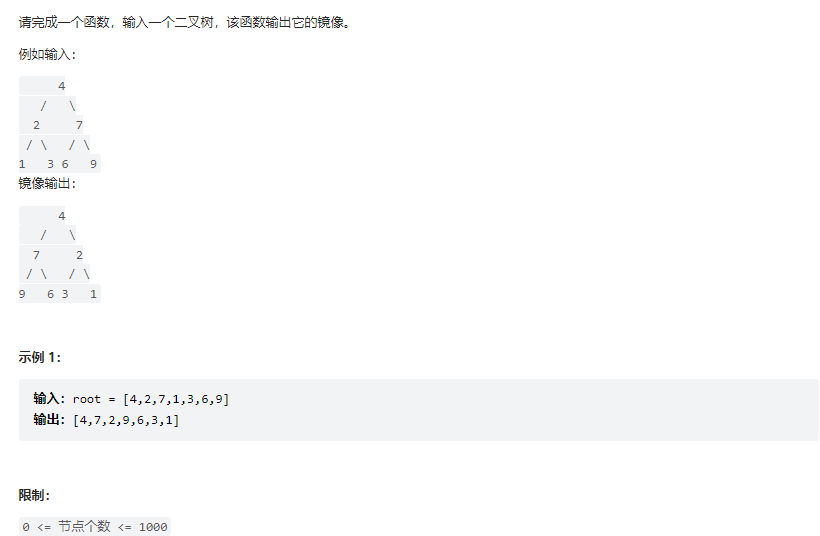 请完成一个函数，输入一个二叉树，该函数输出它的镜像。
例如输入：
     4
   /   \
  2     7
 / \   / \
1   3 6   9
镜像输出：
     4
   /   \
  7     2
 / \   / \
9   6 3   1
示例 1：
输入：root = [4,2,7,1,3,6,9]
输出：[4,7,2,9,6,3,1]
限制：
0 <= 节点个数 <= 1000